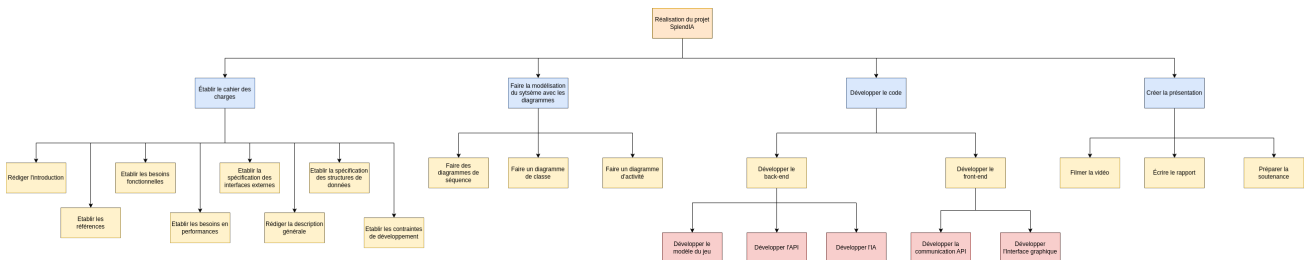 Réalisation du projet
SplendIA
Établir le cahier des
charges
Faire la modélisation
du sytsème avec les
diagrammes
Développer le code
Créer la présentation
Rédiger l'introduction
Etablir les besoins
fonctionnelles
Etablir la
spécification des
interfaces externes
Etablir la spécification
des structures de
données
Etablir les
références
Etablir les besoins en
performances
Rédiger la description
générale
Etablir les contraintes
de développement
Faire des
diagrammes de
séquence
Faire un diagramme
de classe
Faire un diagramme
d'activité
Développer le
back-end
Développer le
front-end
Filmer la vidéo
Écrire le rapport
Préparer la
soutenance
Développer le
modèle du jeu
Développer l'API
Développer l'IA
Développer la
communication API
Développer
l'interface graphique